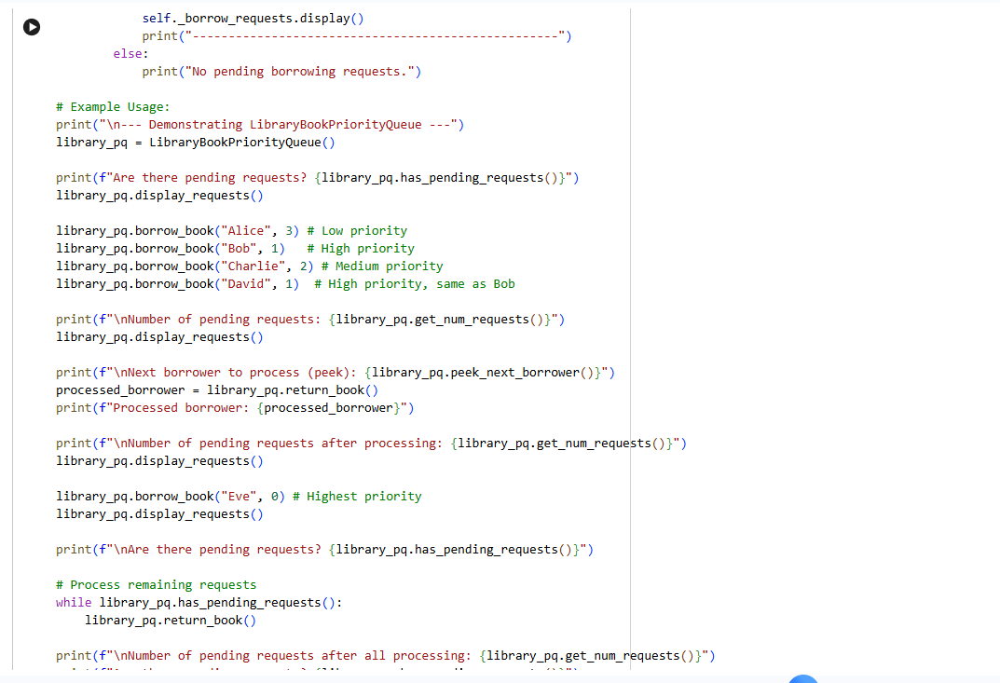 self._borrow_requests.display()
            print("---------------------------------------------------")
        else:
            print("No pending borrowing requests.")

# Example Usage:
print("\n--- Demonstrating LibraryBookPriorityQueue ---")
library_pq = LibraryBookPriorityQueue()

print(f"Are there pending requests? {library_pq.has_pending_requests()}")
library_pq.display_requests()

library_pq.borrow_book("Alice", 3) # Low priority
library_pq.borrow_book("Bob", 1)   # High priority
library_pq.borrow_book("Charlie", 2) # Medium priority
library_pq.borrow_book("David", 1)  # High priority, same as Bob

print(f"\nNumber of pending requests: {library_pq.get_num_requests()}")
library_pq.display_requests()

print(f"\nNext borrower to process (peek): {library_pq.peek_next_borrower()}")
processed_borrower = library_pq.return_book()
print(f"Processed borrower: {processed_borrower}")

print(f"\nNumber of pending requests after processing: {library_pq.get_num_requests()}")
library_pq.display_requests()

library_pq.borrow_book("Eve", 0) # Highest priority
library_pq.display_requests()

print(f"\nAre there pending requests? {library_pq.has_pending_requests()}")

# Process remaining requests
while library_pq.has_pending_requests():
    library_pq.return_book()

print(f"\nNumber of pending requests after all processing: {library_pq.get_num_requests()}")